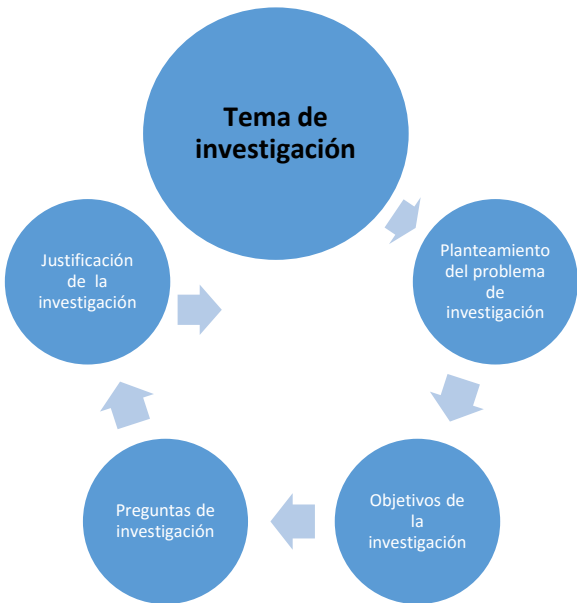 Tema de
investigación
Planteamiento
del problema
de
investigación
Objetivos de
la
investigación
Preguntas de
investigación
Justificación
de la
investigación